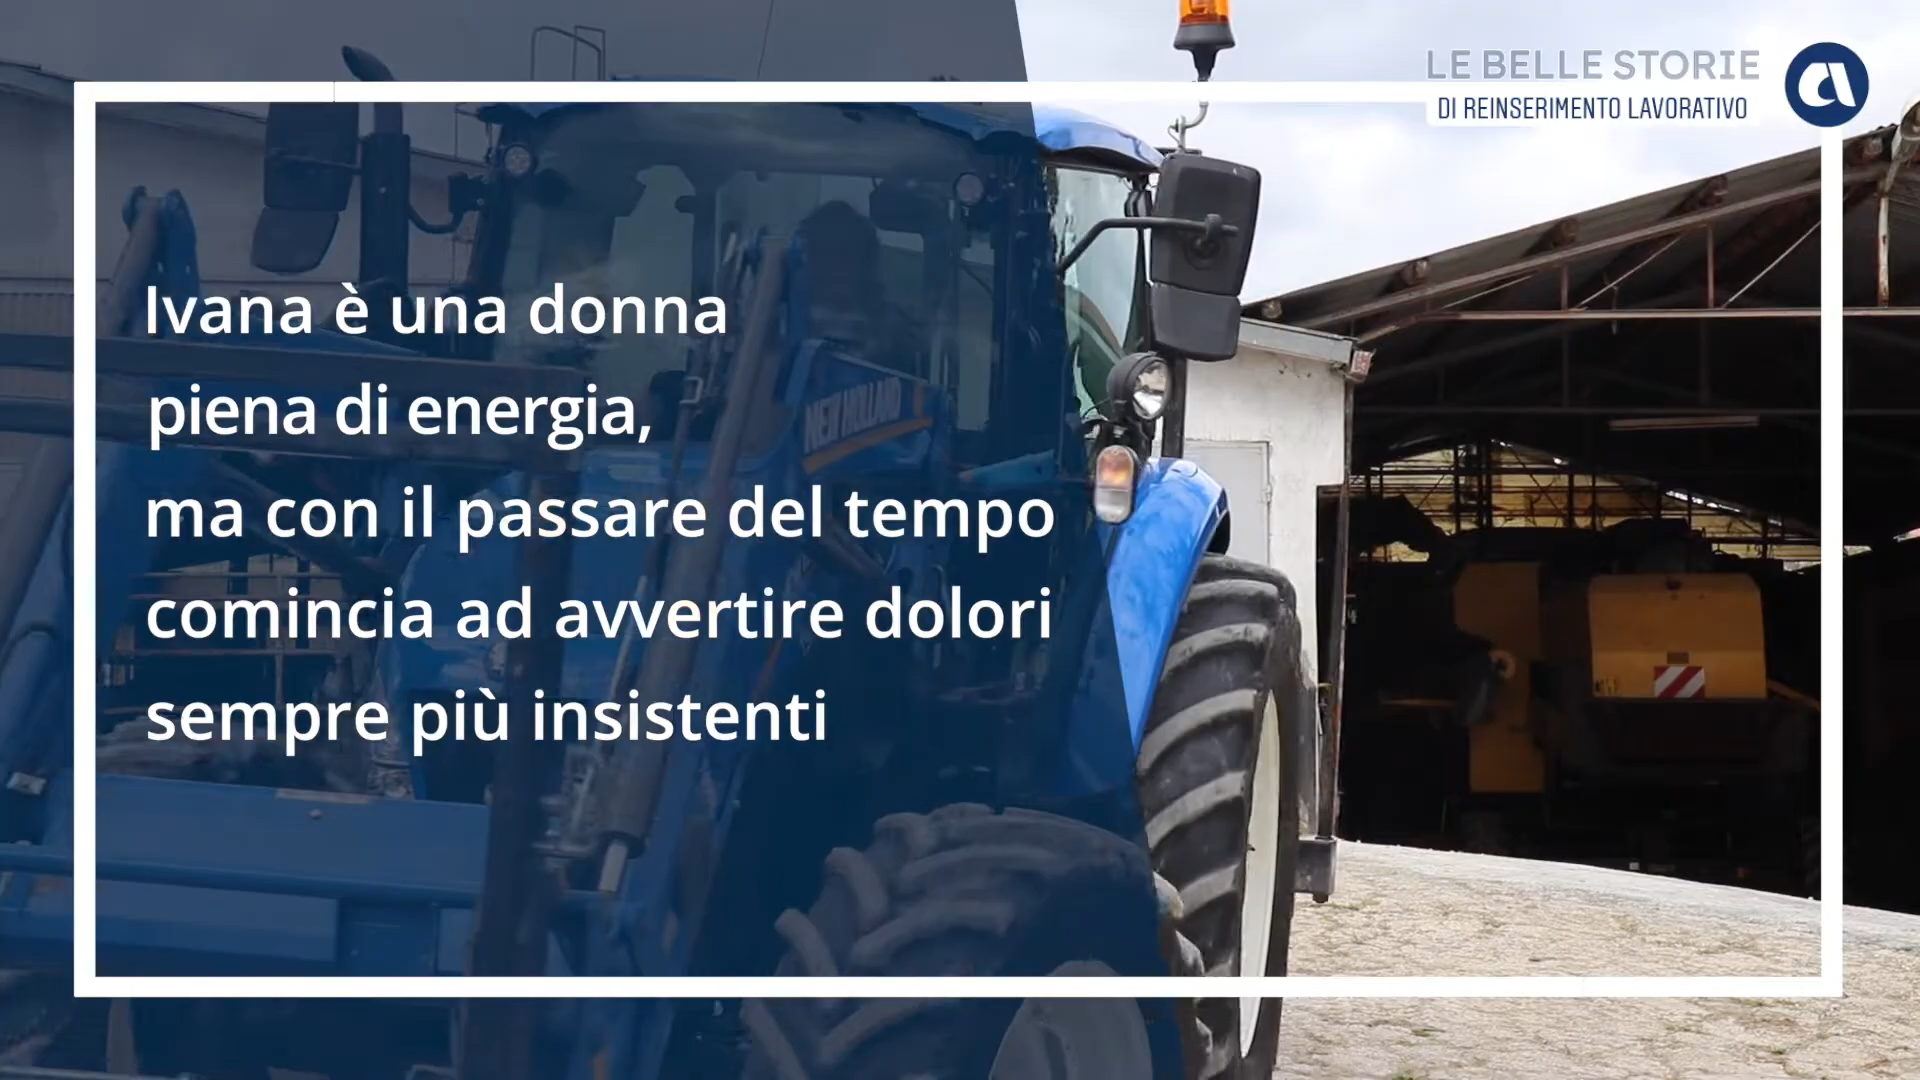 LE BELLE STORIE
DI REINSERIMENTO LAVORATIVO
Ivana è una donna
piena di energia,
ma con il passare del tempo
comincia ad avvertire dolori
sempre più insistenti
NEW HOLLAND